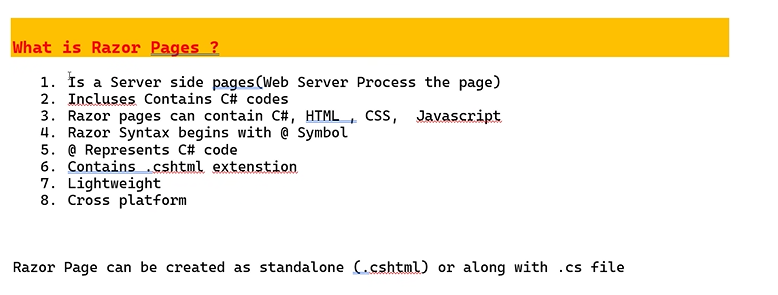 What is Razor Pages ?
1. Is a Server side pages(Web Server Process the page)
2. Incluses Contains C# codes
3. Razor pages can contain C#, HTML , CSS, Javascript
4. Razor Syntax begins with @ Symbol
5. @ Represents C# code
6. Contains .cshtml extenstion
7. Lightweight
8. Cross platform
Razor Page can be created as standalone (.cshtml) or along with .cs file